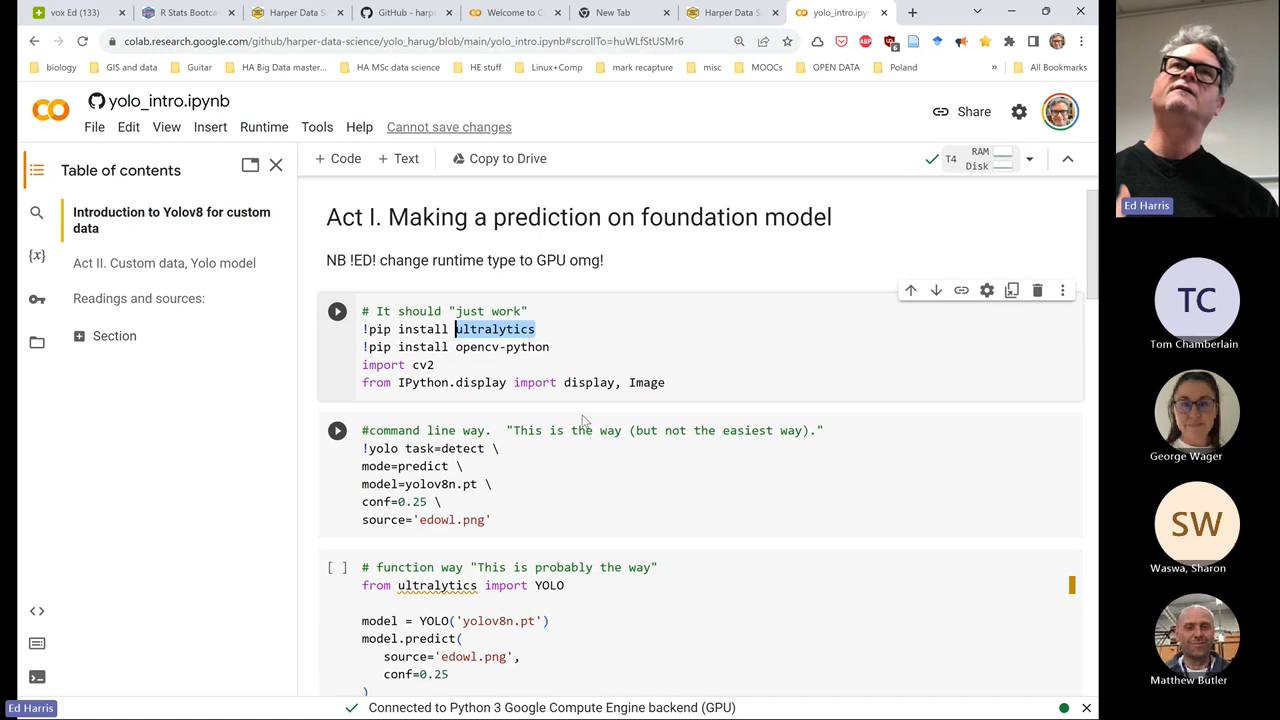 vox Ed (133)
R Stats Bootc
Harper Data S
GitHub - harp
Welcome to C
New Tab
Harper Data S
yolo_intro.ipynb
colab.research.google.com/github/harper-data-science/yolo_harug/blob/main/yolo_intro.ipynb#scrollTo=huWLfStUSMr6
ABP
6
biology
GIS and data
Guitar
HA Big Data master...
HA MSc data science
HE stuff
Linux+Comp
mark recapture
misc
MOOCs
OPEN DATA
Poland
»
All Bookmarks
yolo_intro.ipynb
File Edit View Insert Runtime Tools Help Cannot save changes
Share
+ Code + Text
Copy to Drive
T4
RAM
Disk
Table of contents
Introduction to Yolov8 for custom
data
Act II. Custom data, Yolo model
Readings and sources:
Section
{x}
Act I. Making a prediction on foundation model
NB !ED! change runtime type to GPU omg!
# It should "just work"
!pip install ultralytics
!pip install opencv-python
import cv2
from IPython.display import display, Image
#command line way. "This is the way (but not the easiest way)."
!yolo task=detect \
mode=predict \
model=yolov8n.pt \
conf=0.25 \
source='edowl.png'
[ ]
# function way "This is probably the way"
from ultralytics import YOLO
model = YOLO('yolov8n.pt')
model.predict(
source='edowl.png',
conf=0.25
)
Connected to Python 3 Google Compute Engine backend (GPU)
Ed Harris
Ed Harris
TC
Tom Chamberlain
George Wager
SW
Waswa, Sharon
Matthew Butler